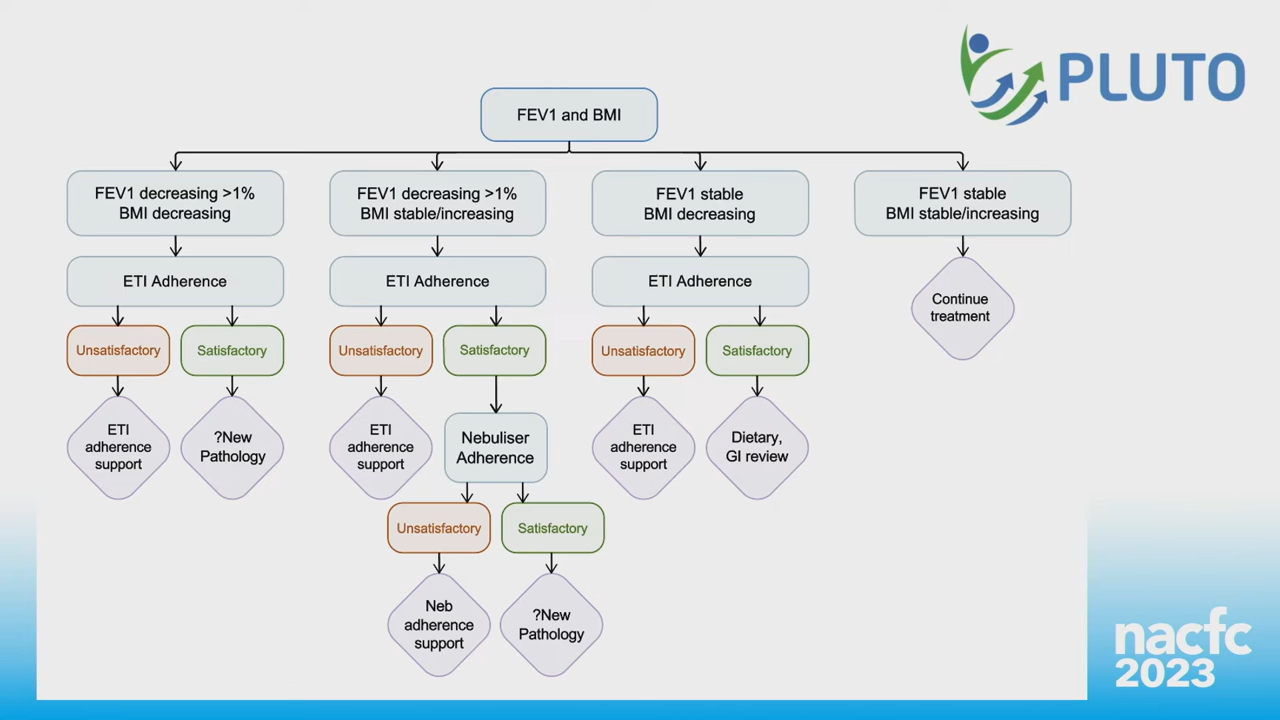 PLUTO
FEV1 and BMI
FEV1 decreasing >1%
BMI decreasing
FEV1 decreasing >1%
BMI stable/increasing
FEV1 stable
BMI decreasing
FEV1 stable
BMI stable/increasing
ETI Adherence
ETI Adherence
ETI Adherence
Continue
treatment
Unsatisfactory
Satisfactory
Unsatisfactory
Satisfactory
Unsatisfactory
Satisfactory
ETI
adherence
support
?New
Pathology
ETI
adherence
support
Nebuliser
Adherence
ETI
adherence
support
Dietary,
GI review
Unsatisfactory
Satisfactory
Neb
adherence
support
?New
Pathology
nacfc
2023